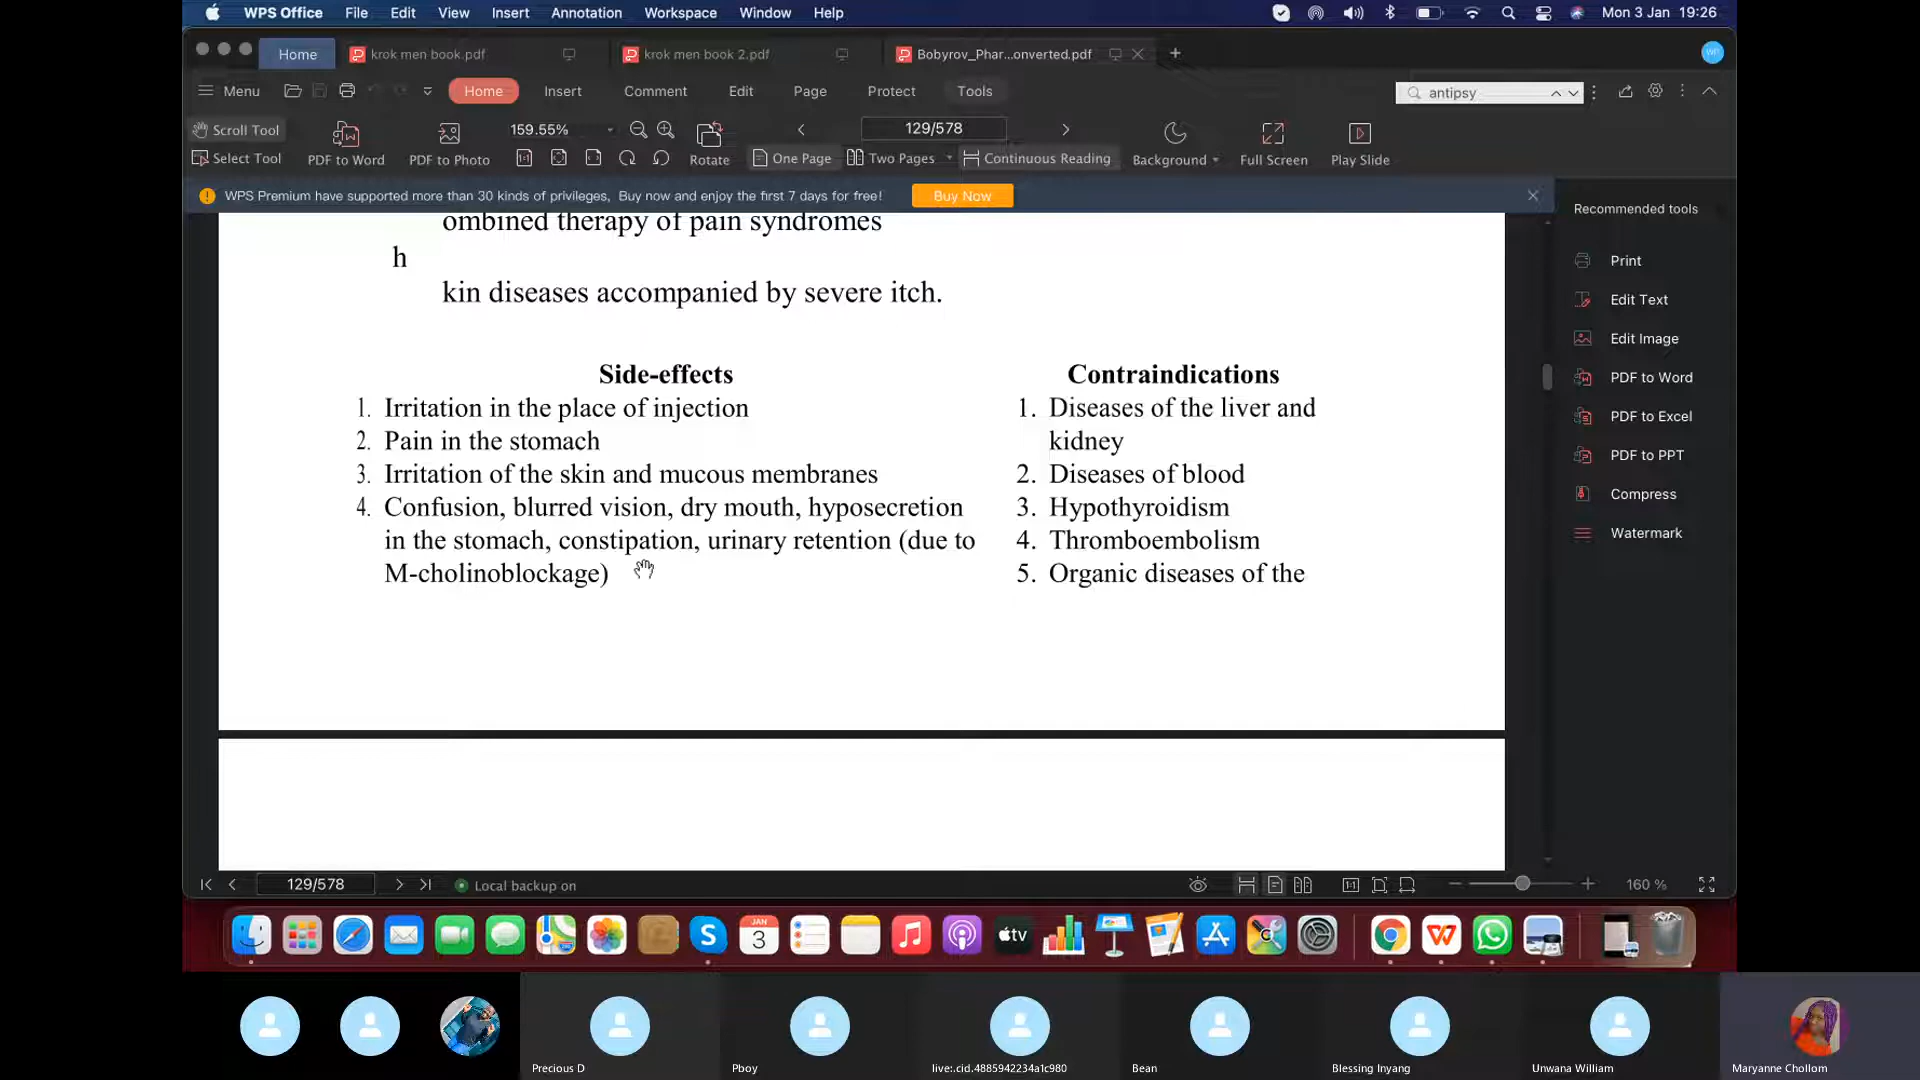 WPS Office File Edit View Insert Annotation Workspace Window Help Mon 3 Jan 19:26
Home krok men book.pdf krok men book 2.pdf Bobyrov_Phar...onverted.pdf
Menu Home Insert Comment Edit Page Protect Tools antipsy
Scroll Tool 159.55% 129/578
Select Tool PDF to Word PDF to Photo Rotate One Page Two Pages Continuous Reading Background Full Screen Play Slide
WPS Premium have supported more than 30 kinds of privileges, Buy now and enjoy the first 7 days for free! Buy Now
Recommended tools
Print
Edit Text
Edit Image
PDF to Word
PDF to Excel
PDF to PPT
Compress
Watermark
ombined therapy of pain syndromes
h
kin diseases accompanied by severe itch.
Side-effects
1. Irritation in the place of injection
2. Pain in the stomach
3. Irritation of the skin and mucous membranes
4. Confusion, blurred vision, dry mouth, hyposecretion
in the stomach, constipation, urinary retention (due to
M-cholinoblockage)
Contraindications
1. Diseases of the liver and
kidney
2. Diseases of blood
3. Hypothyroidism
4. Thromboembolism
5. Organic diseases of the
129/578 Local backup on 160 %
JAN
3
tv
Precious D Pboy live:.cid.4885942234a1c980 Bean Blessing Inyang Unwana William Maryanne Chollom